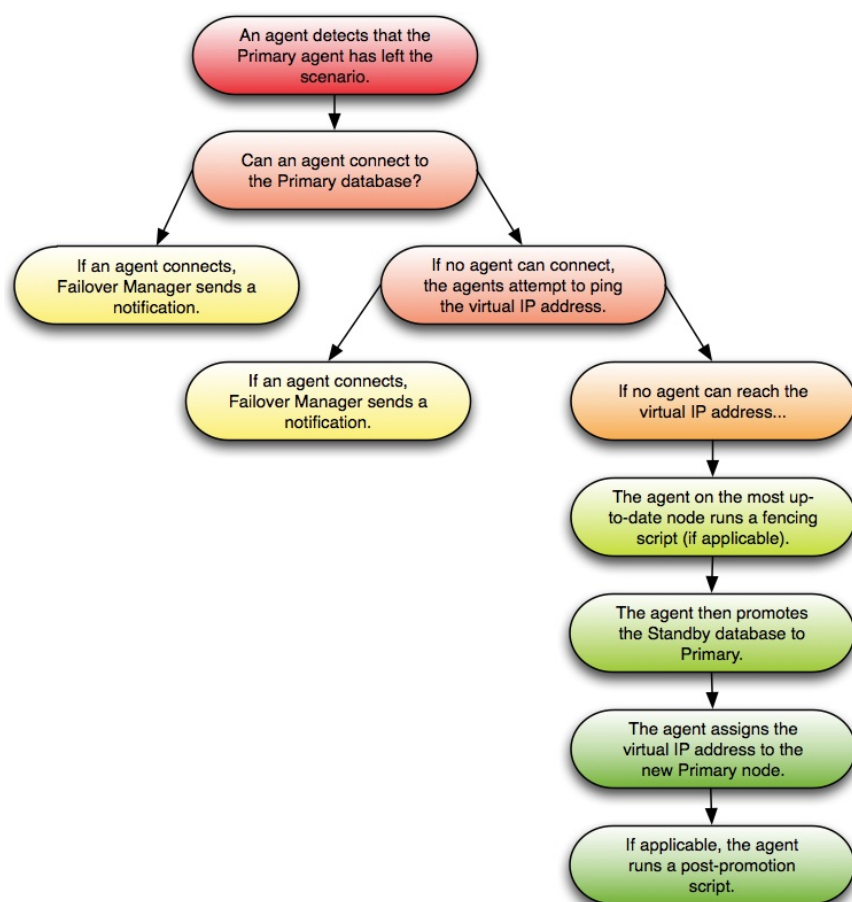 An agent detects that the
Primary agent has left the
scenario.
Can an agent connect to
the Primary database?
If an agent connects,
Failover Manager sends a
notification.
If no agent can connect,
the agents attempt to ping
the virtual IP address.
If an agent connects,
Failover Manager sends a
notification.
If no agent can reach the
virtual IP address...
The agent on the most up-
to-date node runs a fencing
script (if applicable).
The agent then promotes
the Standby database to
Primary.
The agent assigns the
virtual IP address to the
new Primary node.
If applicable, the agent
runs a post-promotion
script.